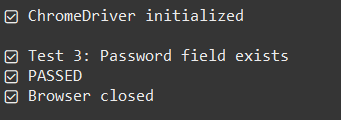 ☑ ChromeDriver initialized
☑ Test 3: Password field exists
☑ PASSED
☑ Browser closed